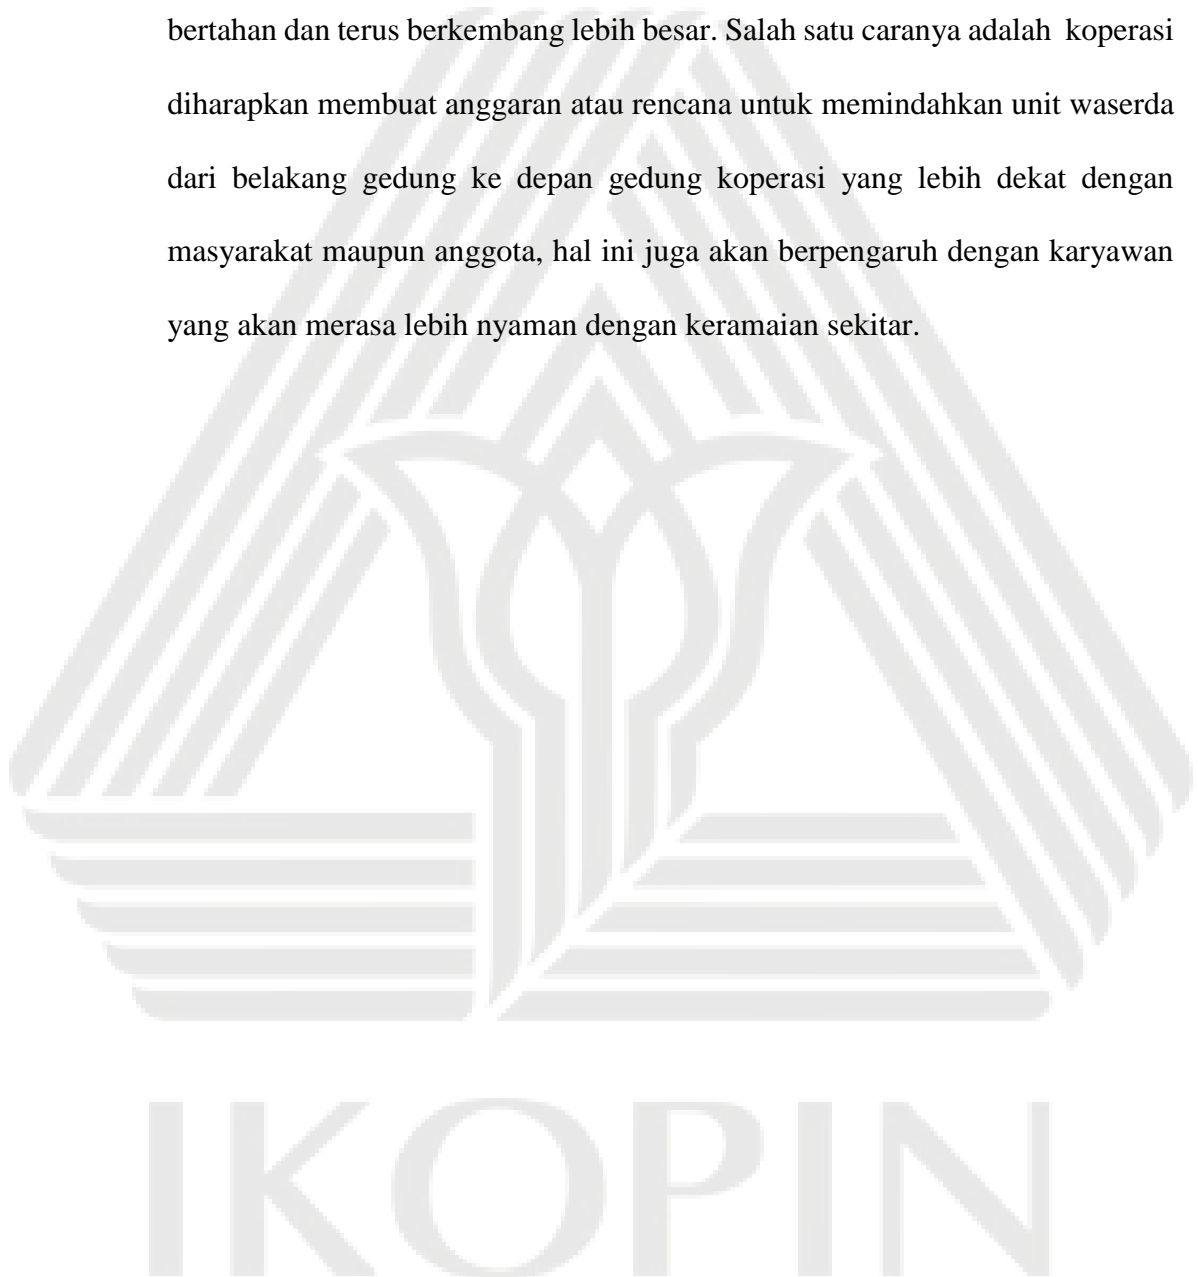 bertahan dan terus berkembang lebih besar. Salah satu caranya adalah  koperasi
diharapkan membuat anggaran atau rencana untuk memindahkan unit waserda
dari belakang gedung ke depan gedung koperasi yang lebih dekat dengan
masyarakat maupun anggota, hal ini juga akan berpengaruh dengan karyawan
yang akan merasa lebih nyaman dengan keramaian sekitar.
IKOPIN